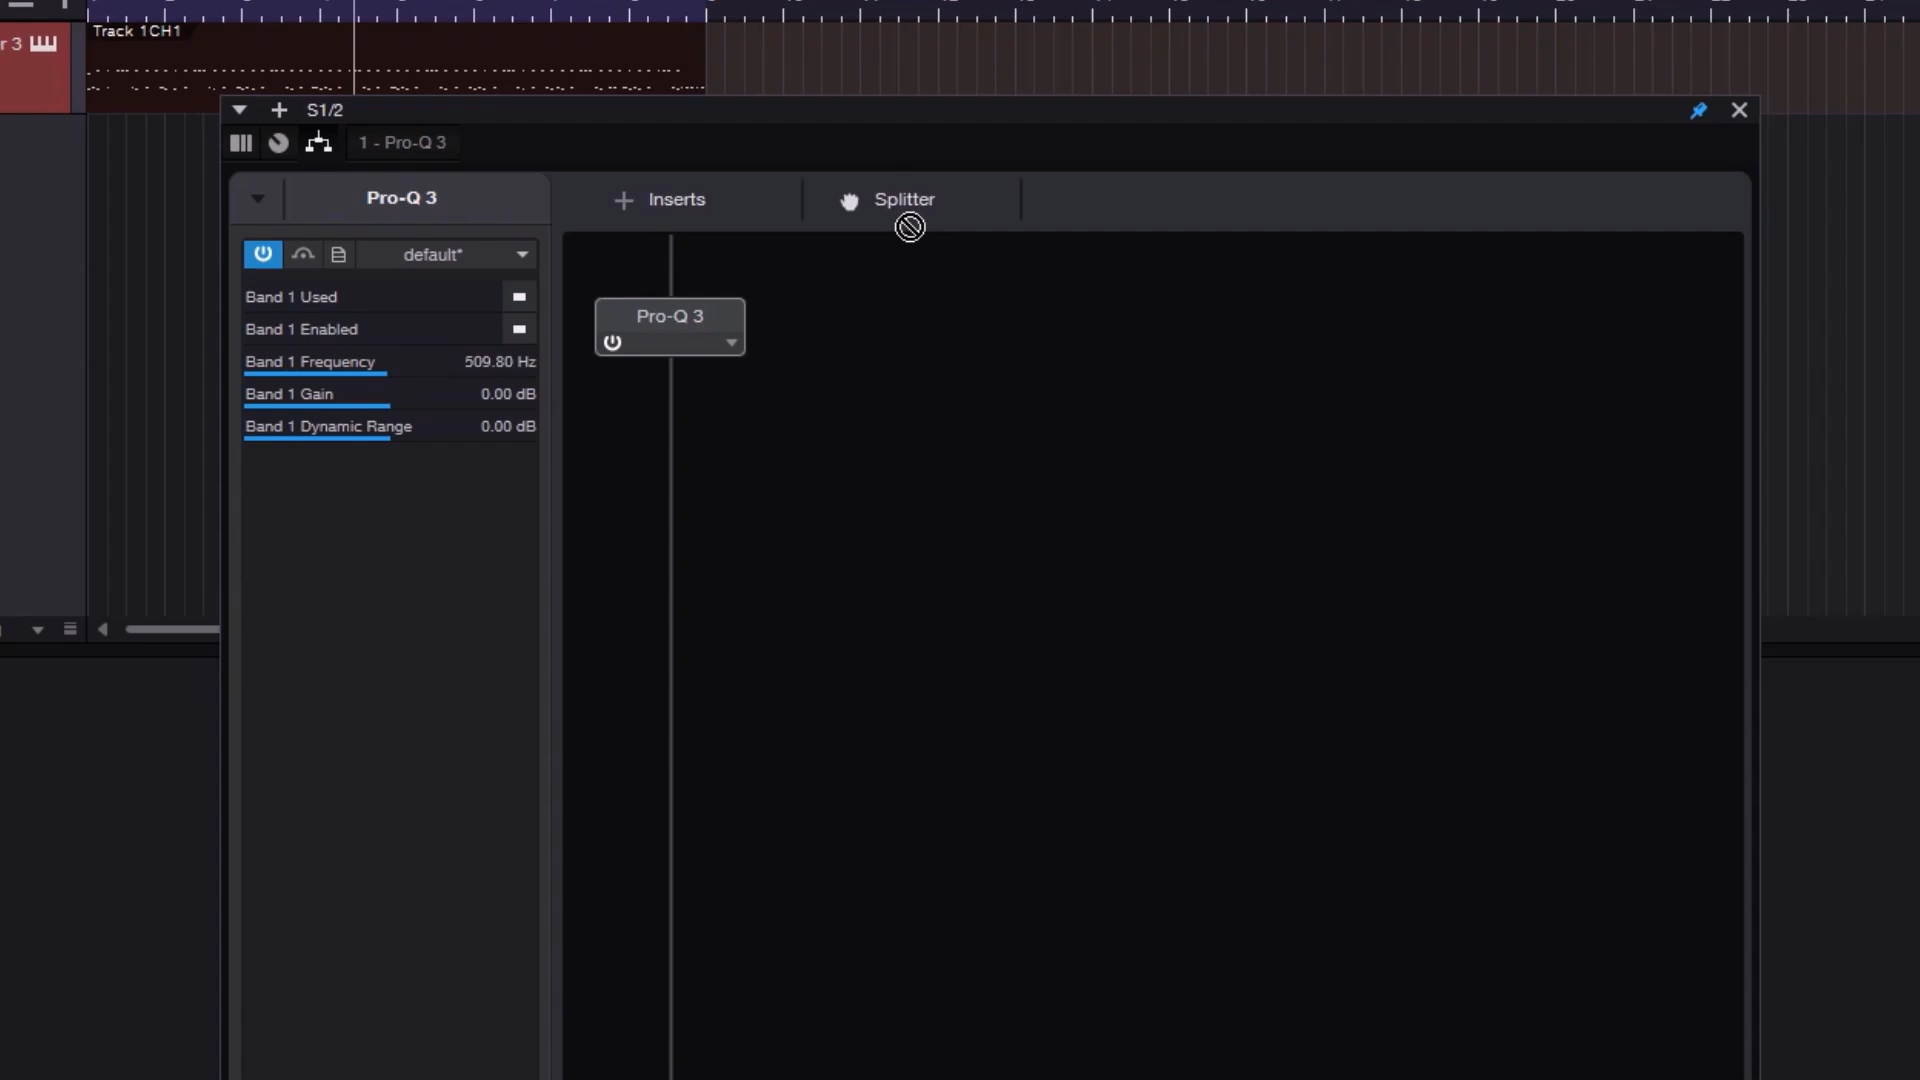 r 3
Track 1CH1
S1/2
1 - Pro-Q 3
Pro-Q 3
Inserts
Splitter
default*
Band 1 Used
Band 1 Enabled
Band 1 Frequency 509.80 Hz
Band 1 Gain 0.00 dB
Band 1 Dynamic Range 0.00 dB
Pro-Q 3